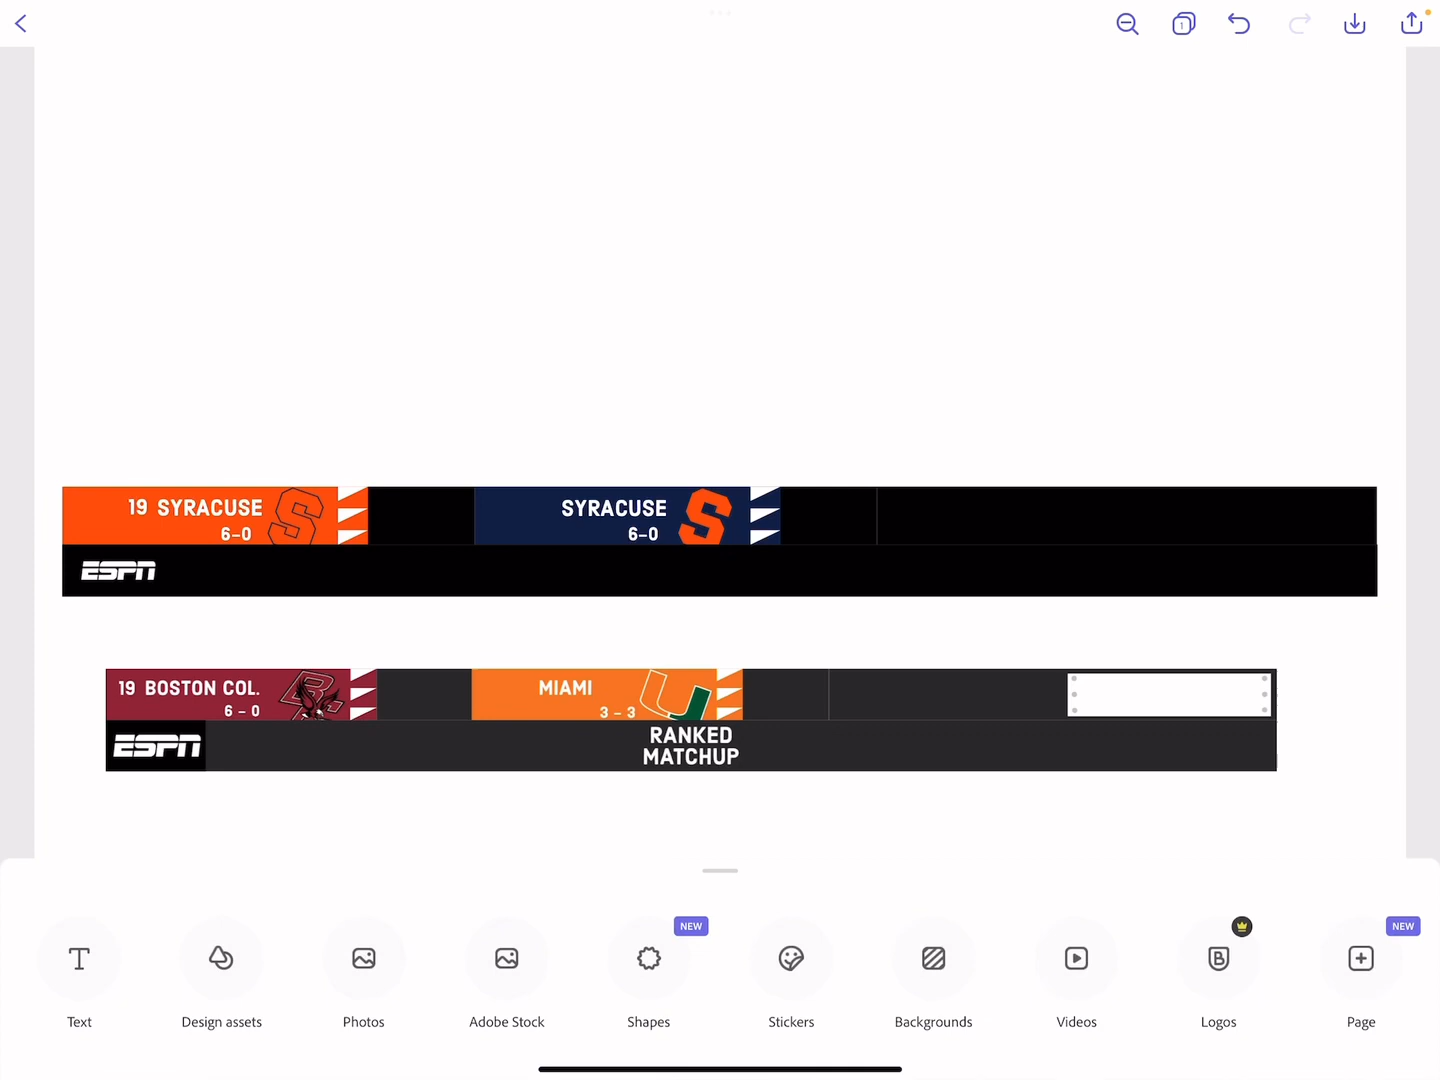 1
19 SYRACUSE
6-0
SYRACUSE
6-0
ESPN
19 BOSTON COL.
6 - 0
MIAMI
3 - 3
ESPN
RANKED
MATCHUP
NEW
NEW
Text
Design assets
Photos
Adobe Stock
Shapes
Stickers
Backgrounds
Videos
Logos
Page